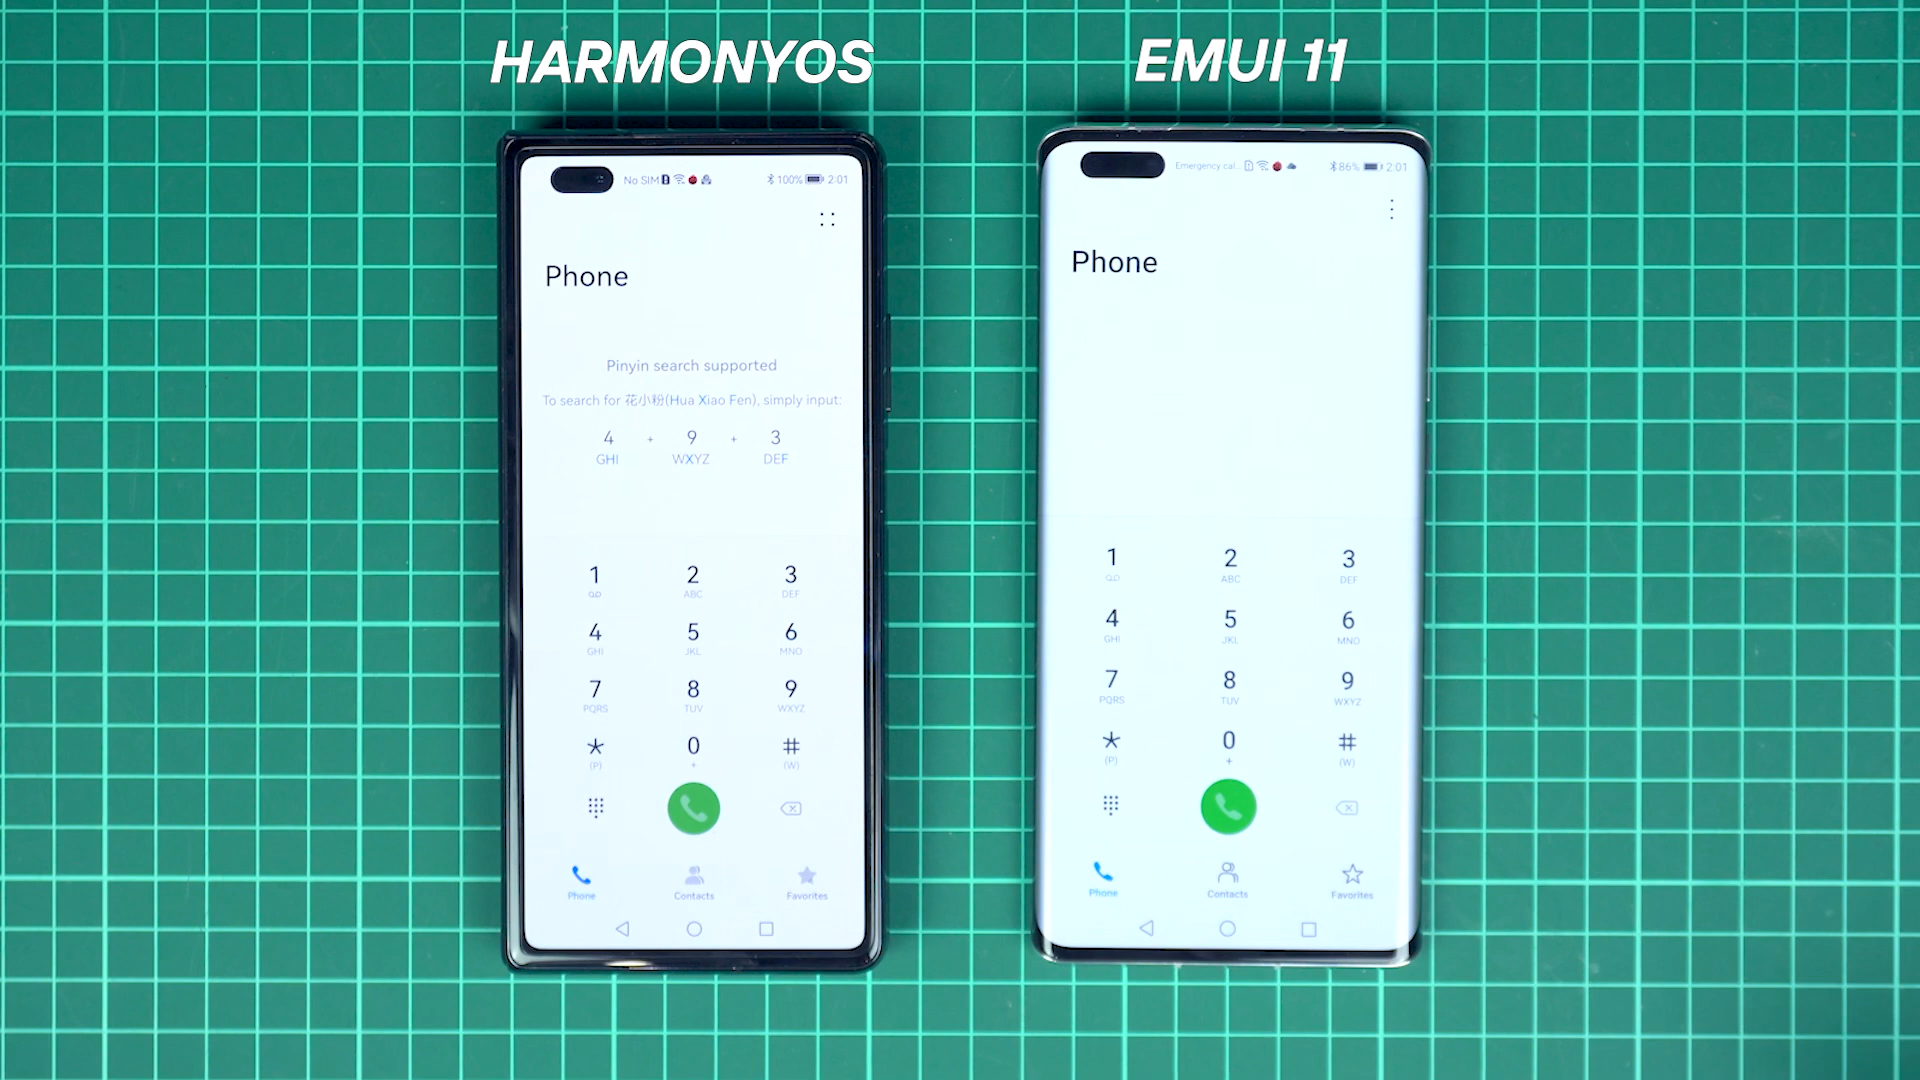 HARMONYOS
EMUI 11
No SIM
100% 2:01
Phone
Pinyin search supported
To search for 花小粉(Hua Xiao Fen), simply input:
4 + 9 + 3
GHI WXYZ DEF
1 2 3
ABC DEF
4 5 6
GHI JKL MNO
7 8 9
PQRS TUV WXYZ
* 0 #
(P) + (W)
Phone Contacts Favorites
Emergency cal... 86% 2:01
Phone
1 2 3
ABC DEF
4 5 6
GHI JKL MNO
7 8 9
PQRS TUV WXYZ
* 0 #
(P) + (W)
Phone Contacts Favorites